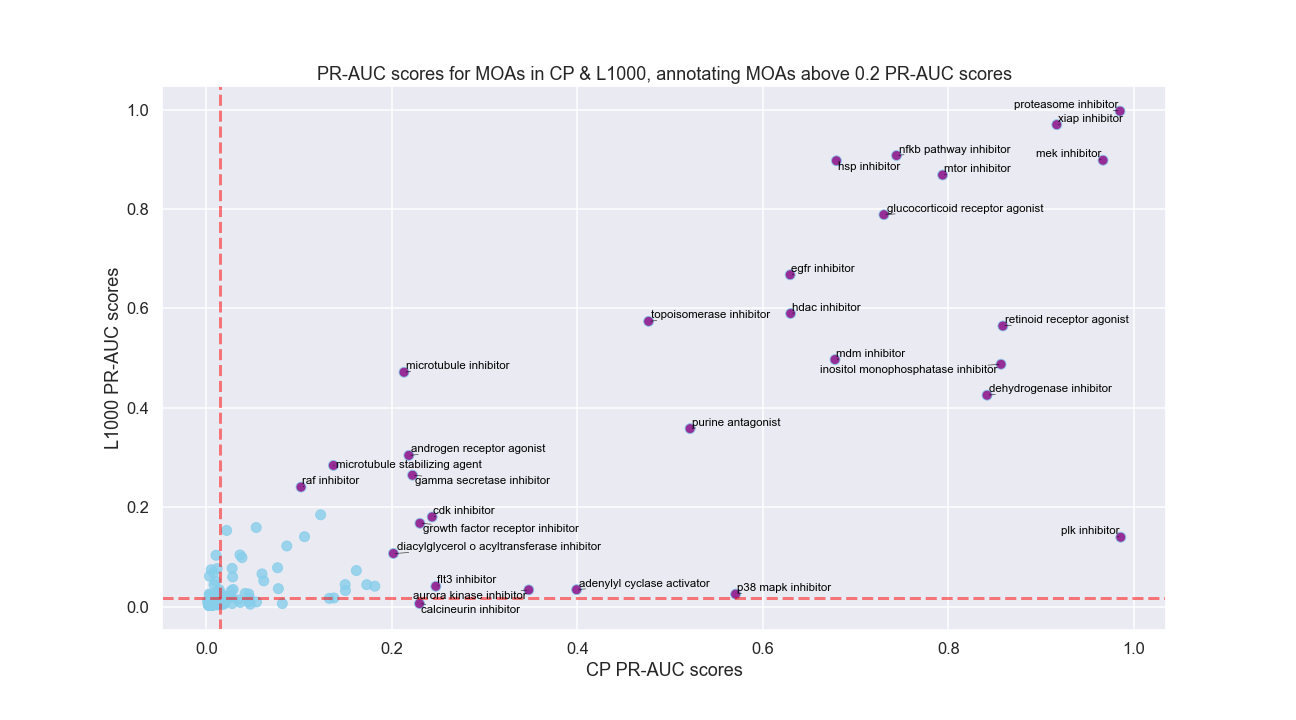 PR-AUC scores for MOAs in CP & L1000, annotating MOAs above 0.2 PR-AUC scores
1.0
0.8
0.6
0.4
0.2
0.0
L1000 PR-AUC scores
proteasome inhibitor
xiap inhibitor
nfkb pathway inhibitor
mek inhibitor
hsp inhibitor
mtor inhibitor
glucocorticoid receptor agonist
egfr inhibitor
hdac inhibitor
topoisomerase inhibitor
retinoid receptor agonist
mdm inhibitor
microtubule inhibitor
inositol monophosphatase inhibitor
dehydrogenase inhibitor
purine antagonist
androgen receptor agonist
microtubule stabilizing agent
raf inhibitor
gamma secretase inhibitor
cdk inhibitor
growth factor receptor inhibitor
plk inhibitor
diacylglycerol o acyltransferase inhibitor
flt3 inhibitor
adenylyl cyclase activator
p38 mapk inhibitor
aurora kinase inhibitor
calcineurin inhibitor
0.0
0.2
0.4
0.6
0.8
1.0
CP PR-AUC scores